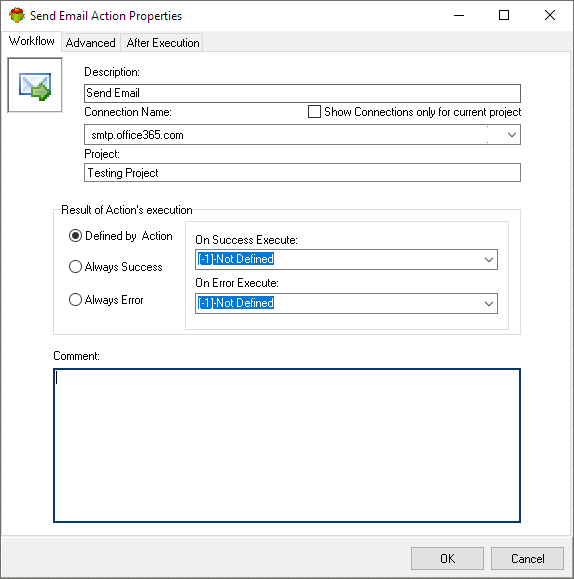 Send Email Action Properties
Workflow Advanced After Execution
Description:
Send Email
Connection Name: Show Connections only for current project
smtp.office365.com
Project:
Testing Project
Result of Action's execution
Defined by Action
Always Success
Always Error
On Success Execute:
[-1]-Not Defined
On Error Execute:
[-1]-Not Defined
Comment:
OK Cancel